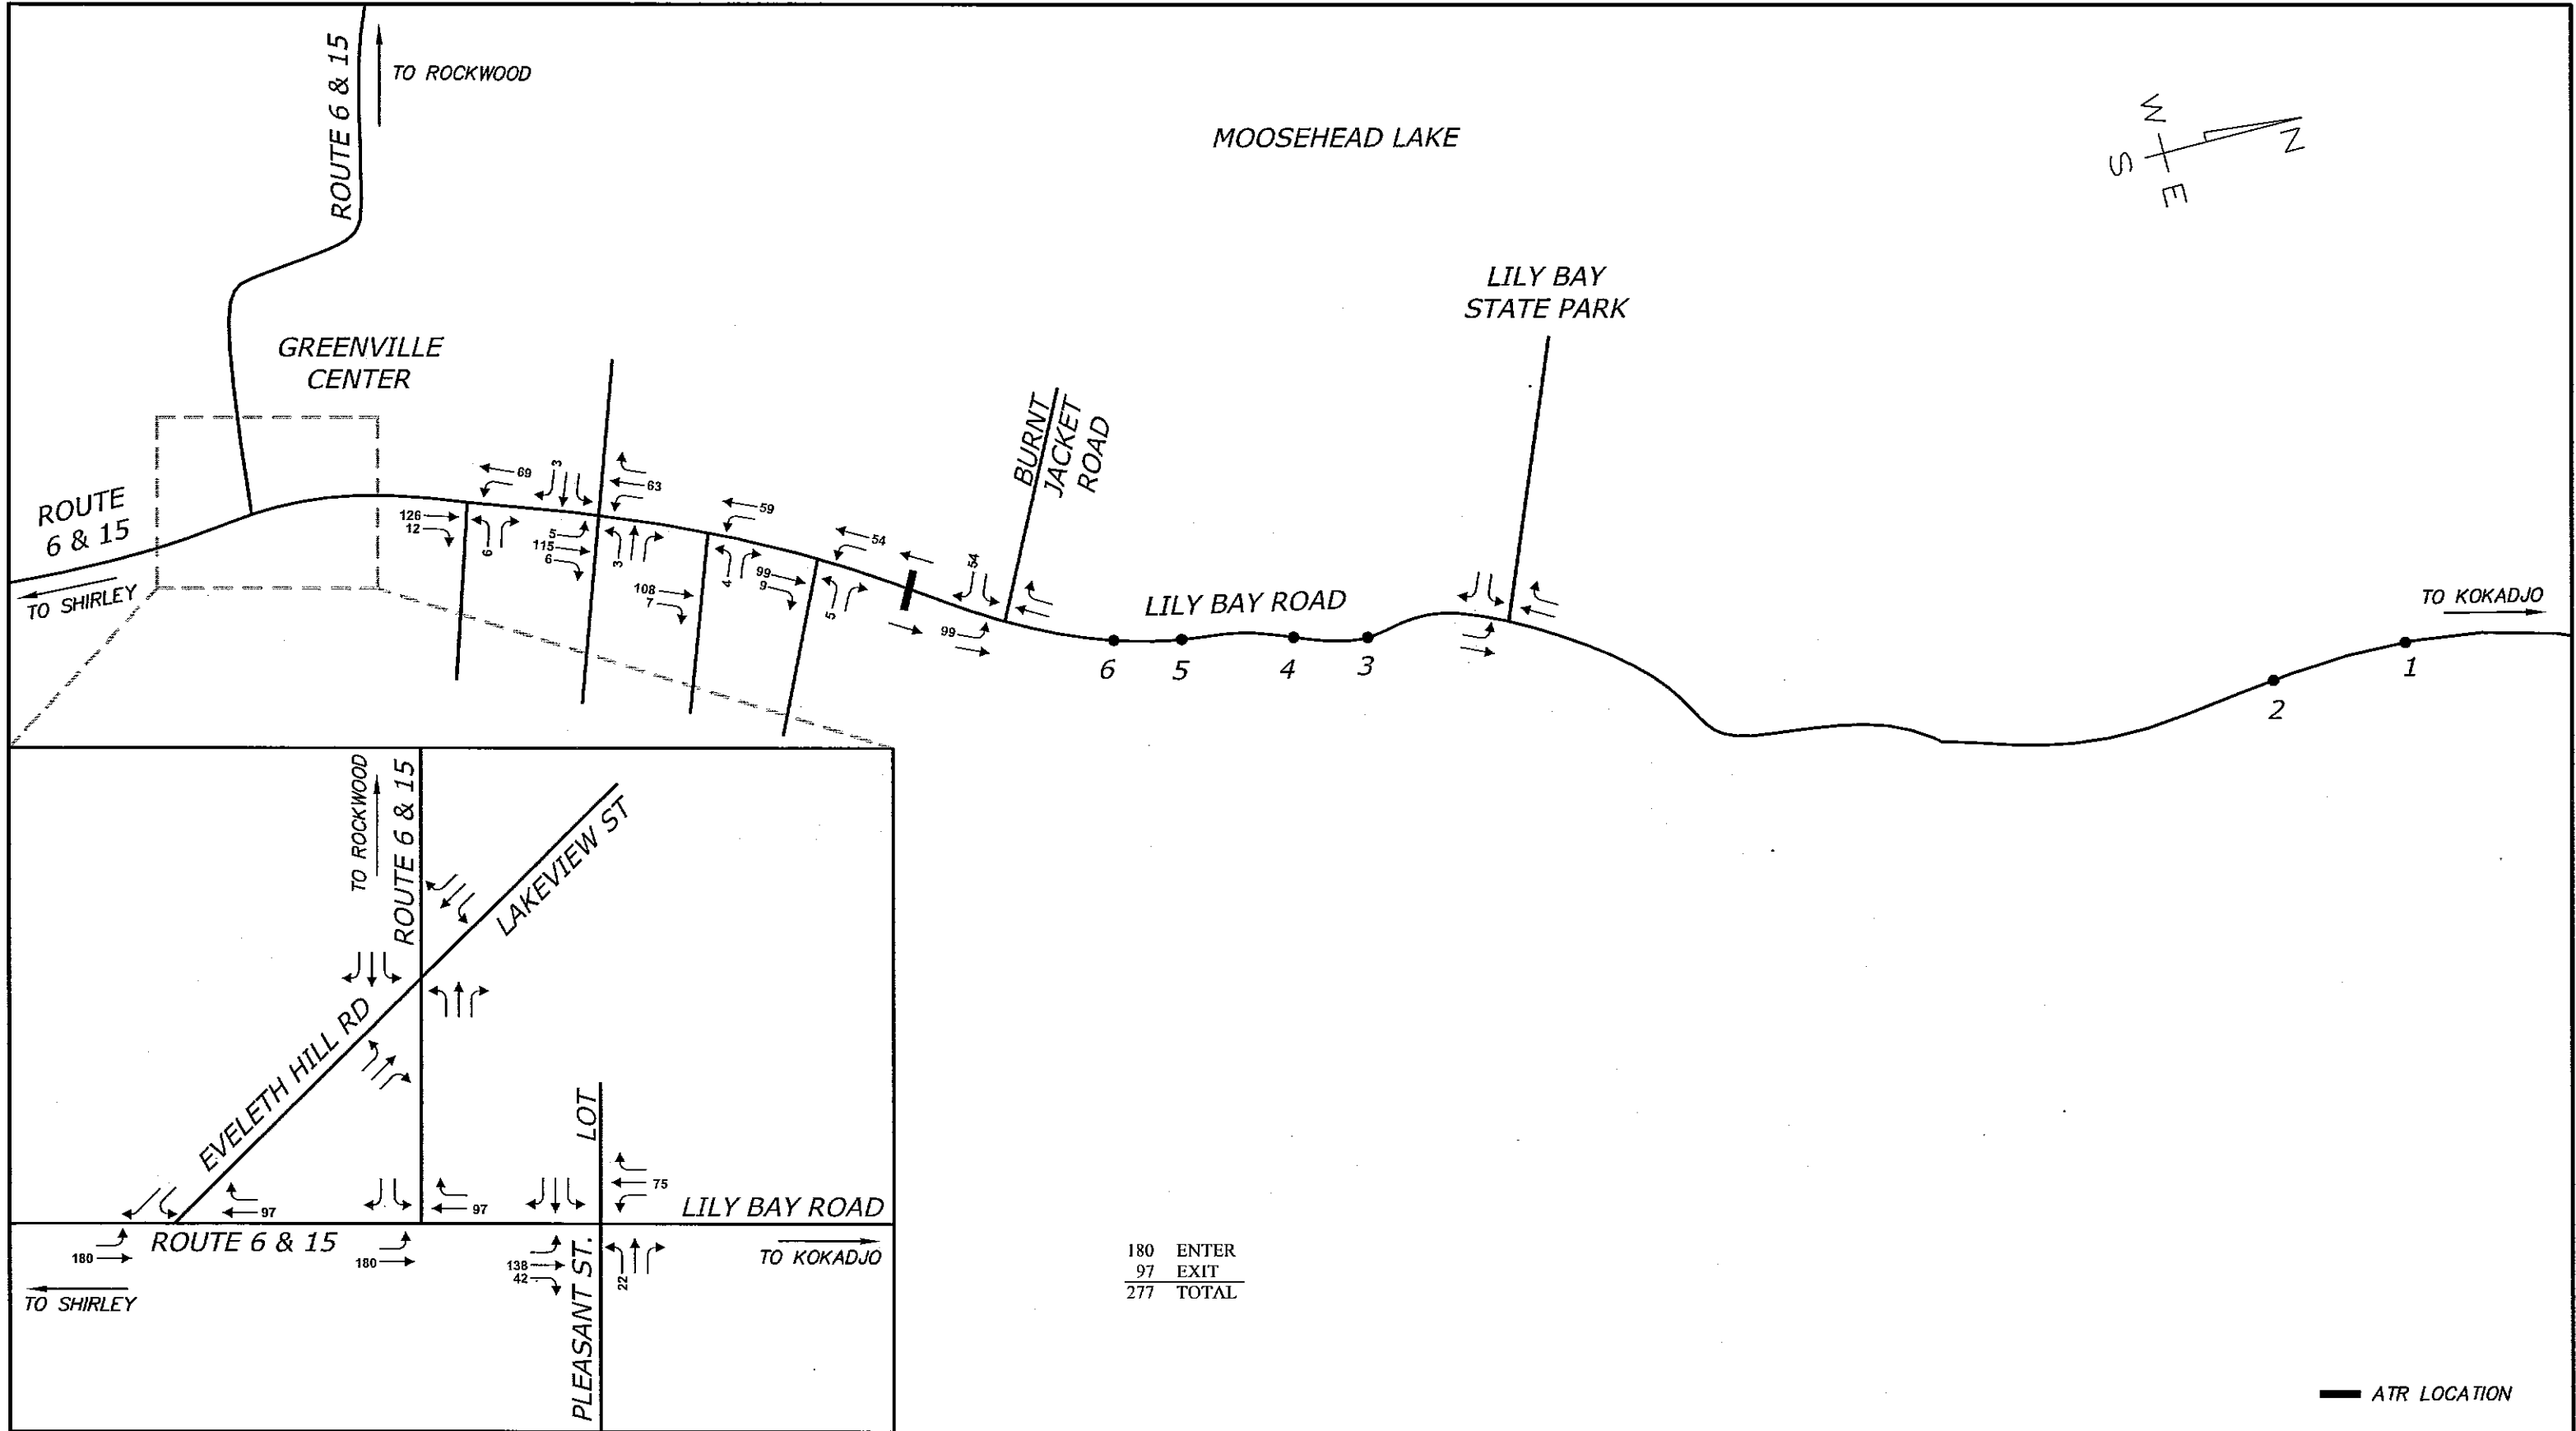 ROUTE 6 & 15
TO ROCKWOOD
MOOSEHEAD LAKE
W
N
S
E
LILY BAY
STATE PARK
GREENVILLE
CENTER
BURNT
JACKET
ROAD
ROUTE
6 & 15
TO SHIRLEY
69
3
63
59
54
54
126
12
6
5
115
6
3
108
7
4
99
9
5
99
LILY BAY ROAD
TO KOKADJO
6
5
4
3
2
1
TO ROCKWOOD
ROUTE 6 & 15
LAKEVIEW ST
EVELETH HILL RD
LOT
75
LILY BAY ROAD
97
97
180
ROUTE 6 & 15
180
138
42
PLEASANT ST.
22
TO KOKADJO
TO SHIRLEY
180 ENTER
97 EXIT
277 TOTAL
ATR LOCATION